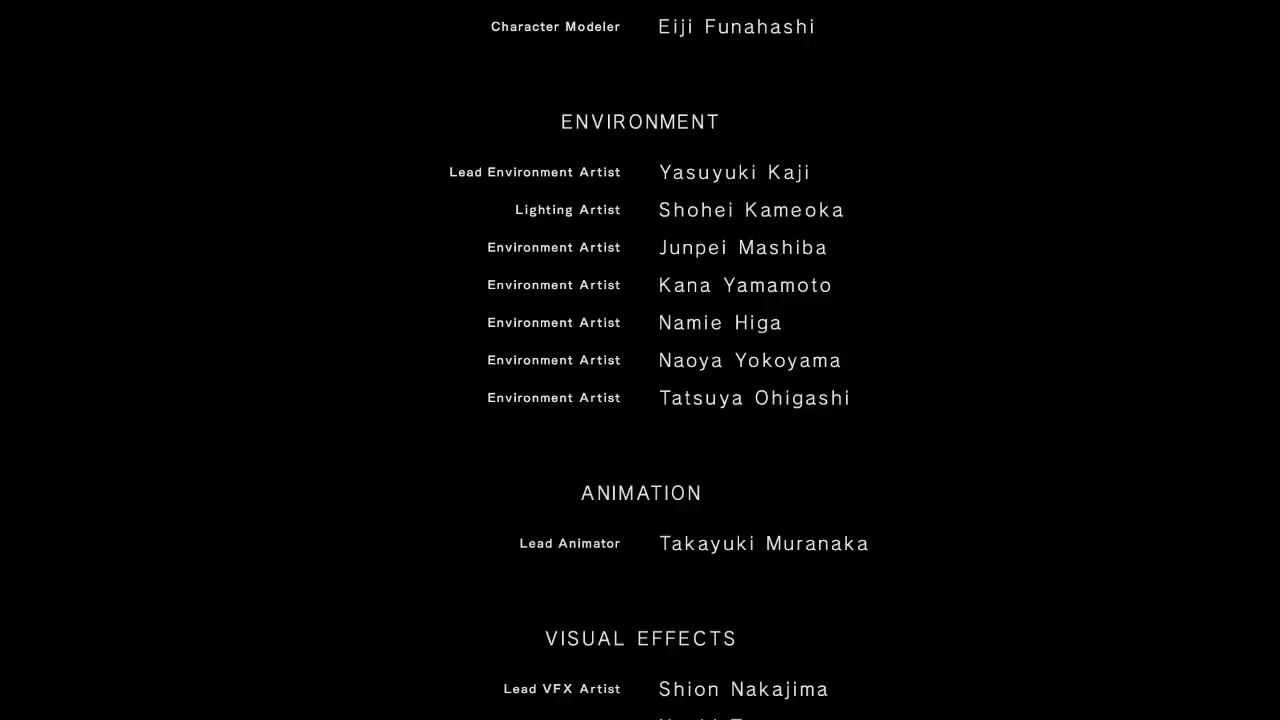 Character Modeler Eiji Funahashi
ENVIRONMENT
Lead Environment Artist Yasuyuki Kaji
Lighting Artist Shohei Kameoka
Environment Artist Junpei Mashiba
Environment Artist Kana Yamamoto
Environment Artist Namie Higa
Environment Artist Naoya Yokoyama
Environment Artist Tatsuya Ohigashi
ANIMATION
Lead Animator Takayuki Muranaka
VISUAL EFFECTS
Lead VFX Artist Shion Nakajima